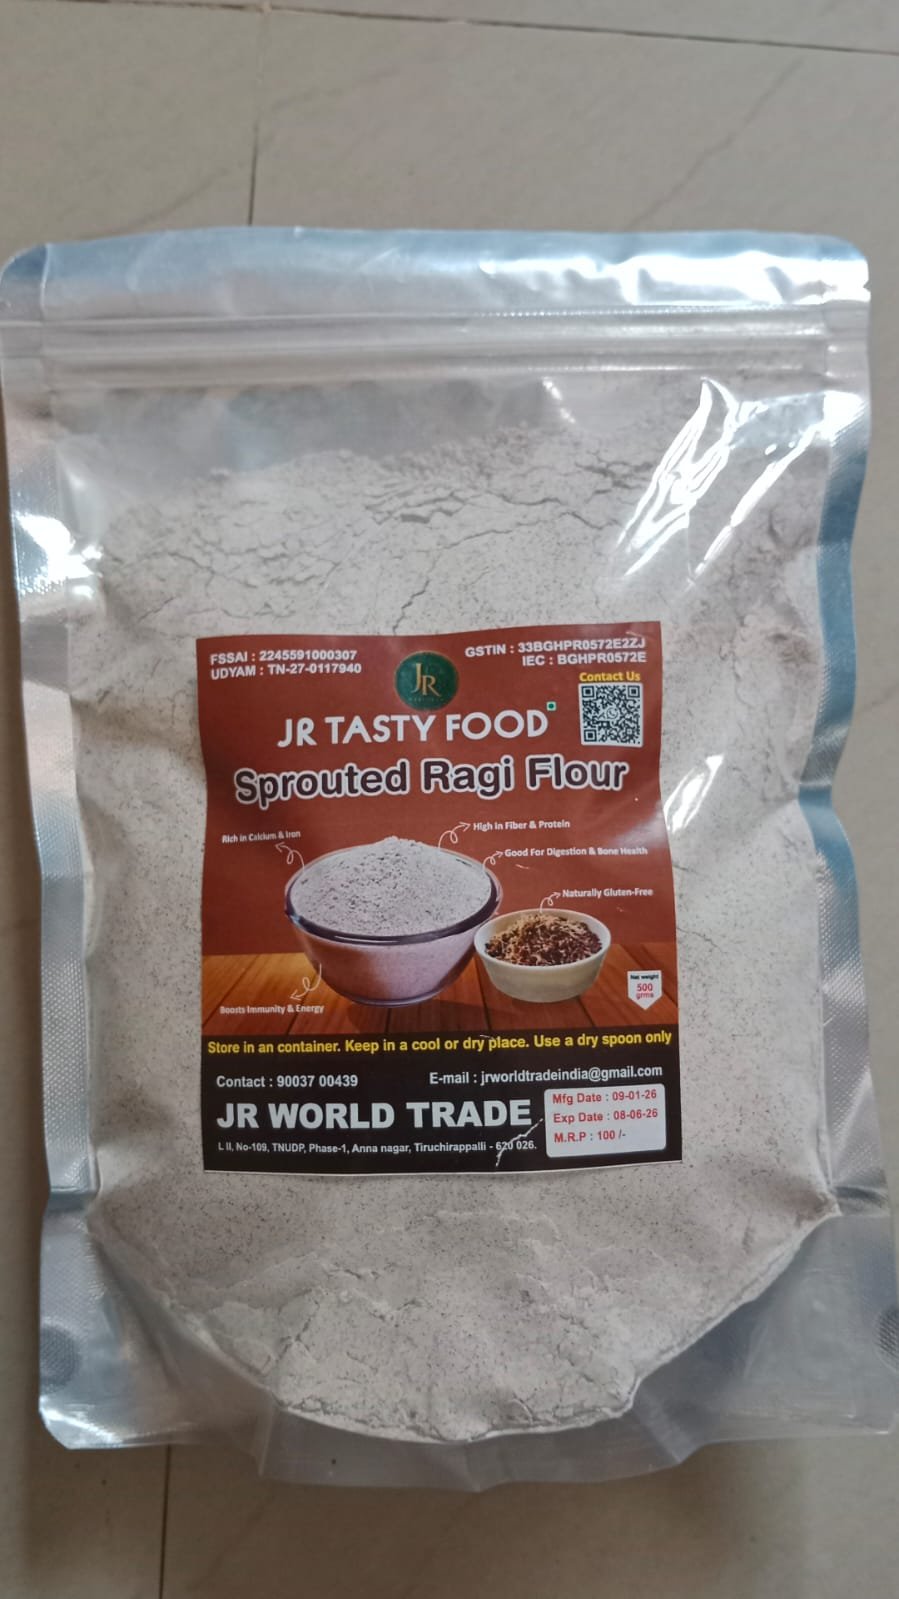 FSSAI : 2245591000307
UDYAM : TN-27-0117940
GSTIN : 33BGHPR0572E2ZJ
IEC : BGHPR0572E
Contact Us
JR
JR TASTY FOOD
Sprouted Ragi Flour
Rich in Calcium & Iron
High In Fiber & Protein
Good For Digestion & Bone Health
Naturally Gluten-Free
Boosts Immunity & Energy
Net weight
500
grms
Store in an container. Keep in a cool or dry place. Use a dry spoon only
Contact : 90037 00439
E-mail : jrworldtradeindia@gmail.com
JR WORLD TRADE
L II, No-109, TNUDP, Phase-1, Anna nagar, Tiruchirappalli - 620 026.
Mfg Date : 09-01-26
Exp Date : 08-06-26
M.R.P : 100 /-